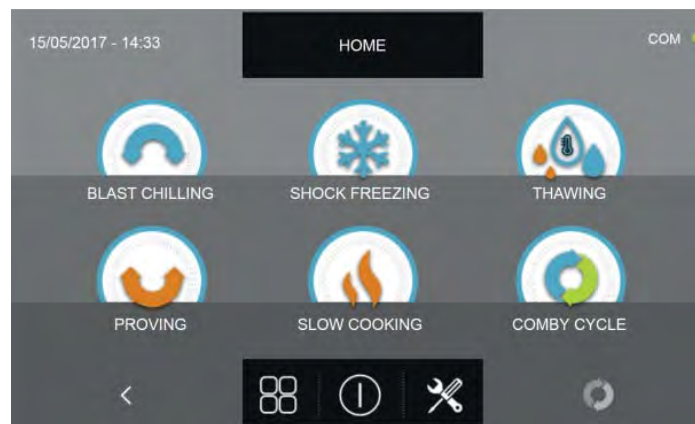 15/05/2017 - 14:33 HOME COM
BLAST CHILLING SHOCK FREEZING THAWING
PROVING SLOW COOKING COMBY CYCLE